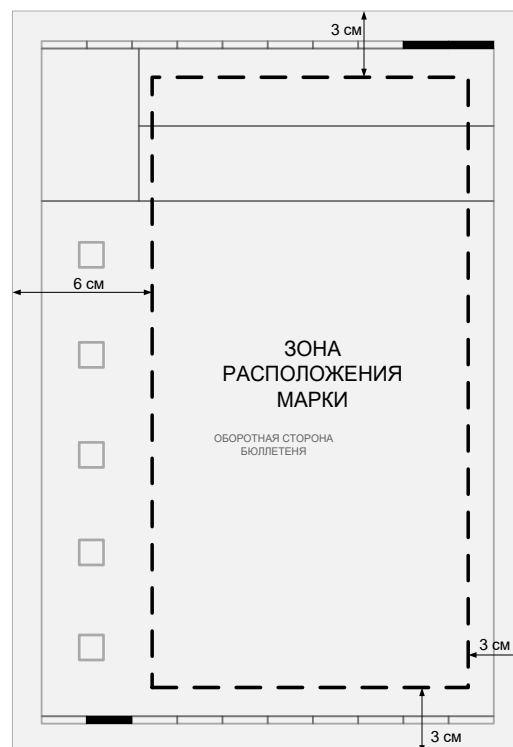 3 см
6 см
ЗОНА
РАСПОЛОЖЕНИЯ
МАРКИ
ОБОРОТНАЯ СТОРОНА
БЮЛЛЕТЕНЯ
3 см
3 см